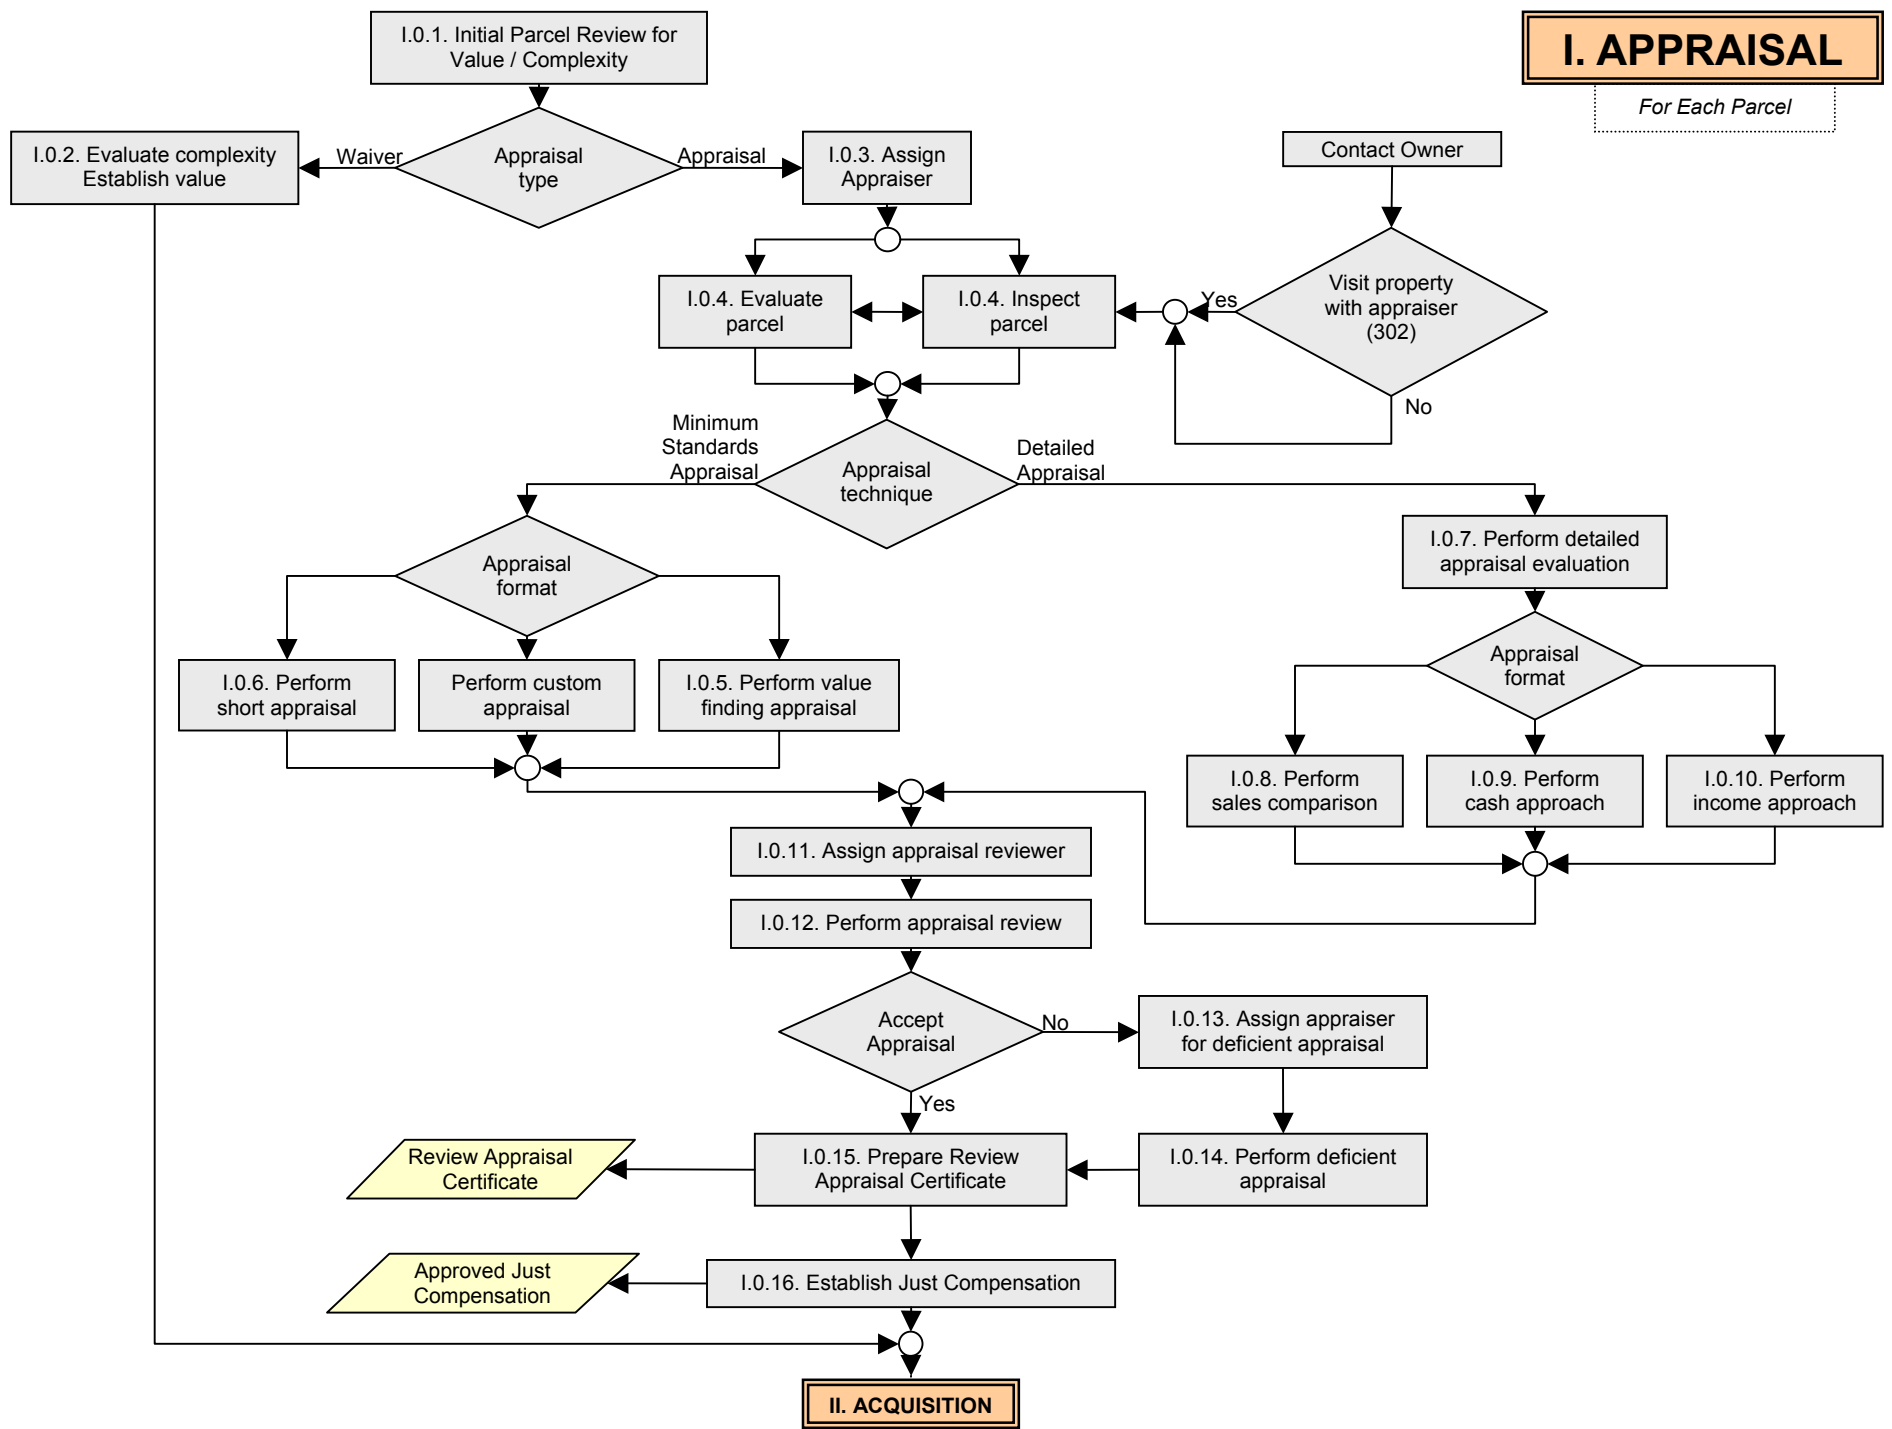 I.0.1. Initial Parcel Review for
Value / Complexity
I. APPRAISAL
For Each Parcel
I.0.2. Evaluate complexity
Establish value
Waiver
Appraisal
type
Appraisal
I.0.3. Assign
Appraiser
Contact Owner
I.0.4. Evaluate
parcel
I.0.4. Inspect
parcel
Yes
Visit property
with appraiser
(302)
No
Minimum
Standards
Appraisal
Appraisal
technique
Detailed
Appraisal
Appraisal
format
I.0.7. Perform detailed
appraisal evaluation
I.0.6. Perform
short appraisal
Perform custom
appraisal
I.0.5. Perform value
finding appraisal
Appraisal
format
I.0.8. Perform
sales comparison
I.0.9. Perform
cash approach
I.0.10. Perform
income approach
I.0.11. Assign appraisal reviewer
I.0.12. Perform appraisal review
Accept
Appraisal
No
I.0.13. Assign appraiser
for deficient appraisal
Yes
Review Appraisal
Certificate
I.0.15. Prepare Review
Appraisal Certificate
I.0.14. Perform deficient
appraisal
Approved Just
Compensation
I.0.16. Establish Just Compensation
II. ACQUISITION